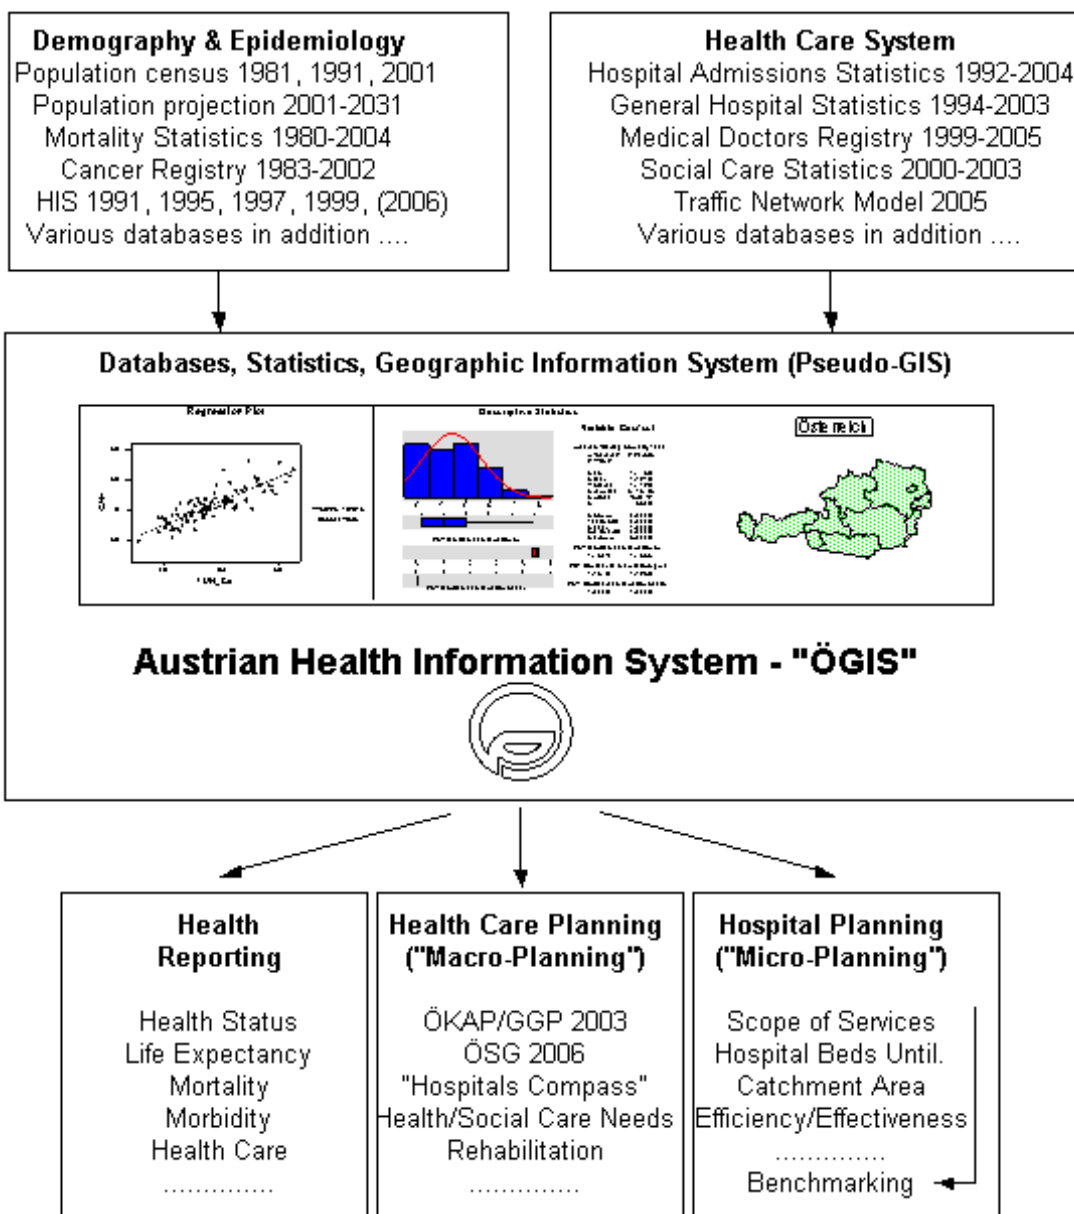 Demography & Epidemiology
Population census 1981, 1991, 2001
Population projection 2001-2031
Mortality Statistics 1980-2004
Cancer Registry 1983-2002
HIS 1991, 1995, 1997, 1999, (2006)
Various databases in addition ....
Health Care System
Hospital Admissions Statistics 1992-2004
General Hospital Statistics 1994-2003
Medical Doctors Registry 1999-2005
Social Care Statistics 2000-2003
Traffic Network Model 2005
Various databases in addition ....
Databases, Statistics, Geographic Information System (Pseudo-GIS)
Regression Plot
Descriptive Statistics
Österreich
Austrian Health Information System - "ÖGIS"
Health
Reporting
Health Status
Life Expectancy
Mortality
Morbidity
Health Care
..............
Health Care Planning
("Macro-Planning")
ÖKAP/GGP 2003
ÖSG 2006
"Hospitals Compass"
Health/Social Care Needs
Rehabilitation
..............
Hospital Planning
("Micro-Planning")
Scope of Services
Hospital Beds Until.
Catchment Area
Efficiency/Effectiveness
..............
Benchmarking